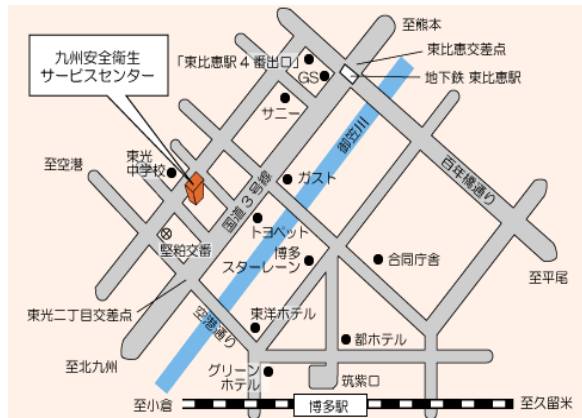 至熊本
九州安全衛生
サービスセンター
「東比恵駅4番出口」
東比恵交差点
GS
地下鉄 東比恵駅
サニー
御笠川
至空港
東光
中学校
百年橋通り
国道3号線
ガスト
トヨペット
堅粕交番
博多
スターレーン
合同庁舎
至平尾
東光二丁目交差点
空港通り
東洋ホテル
都ホテル
至北九州
グリーン
ホテル
筑紫口
至小倉
博多駅
至久留米